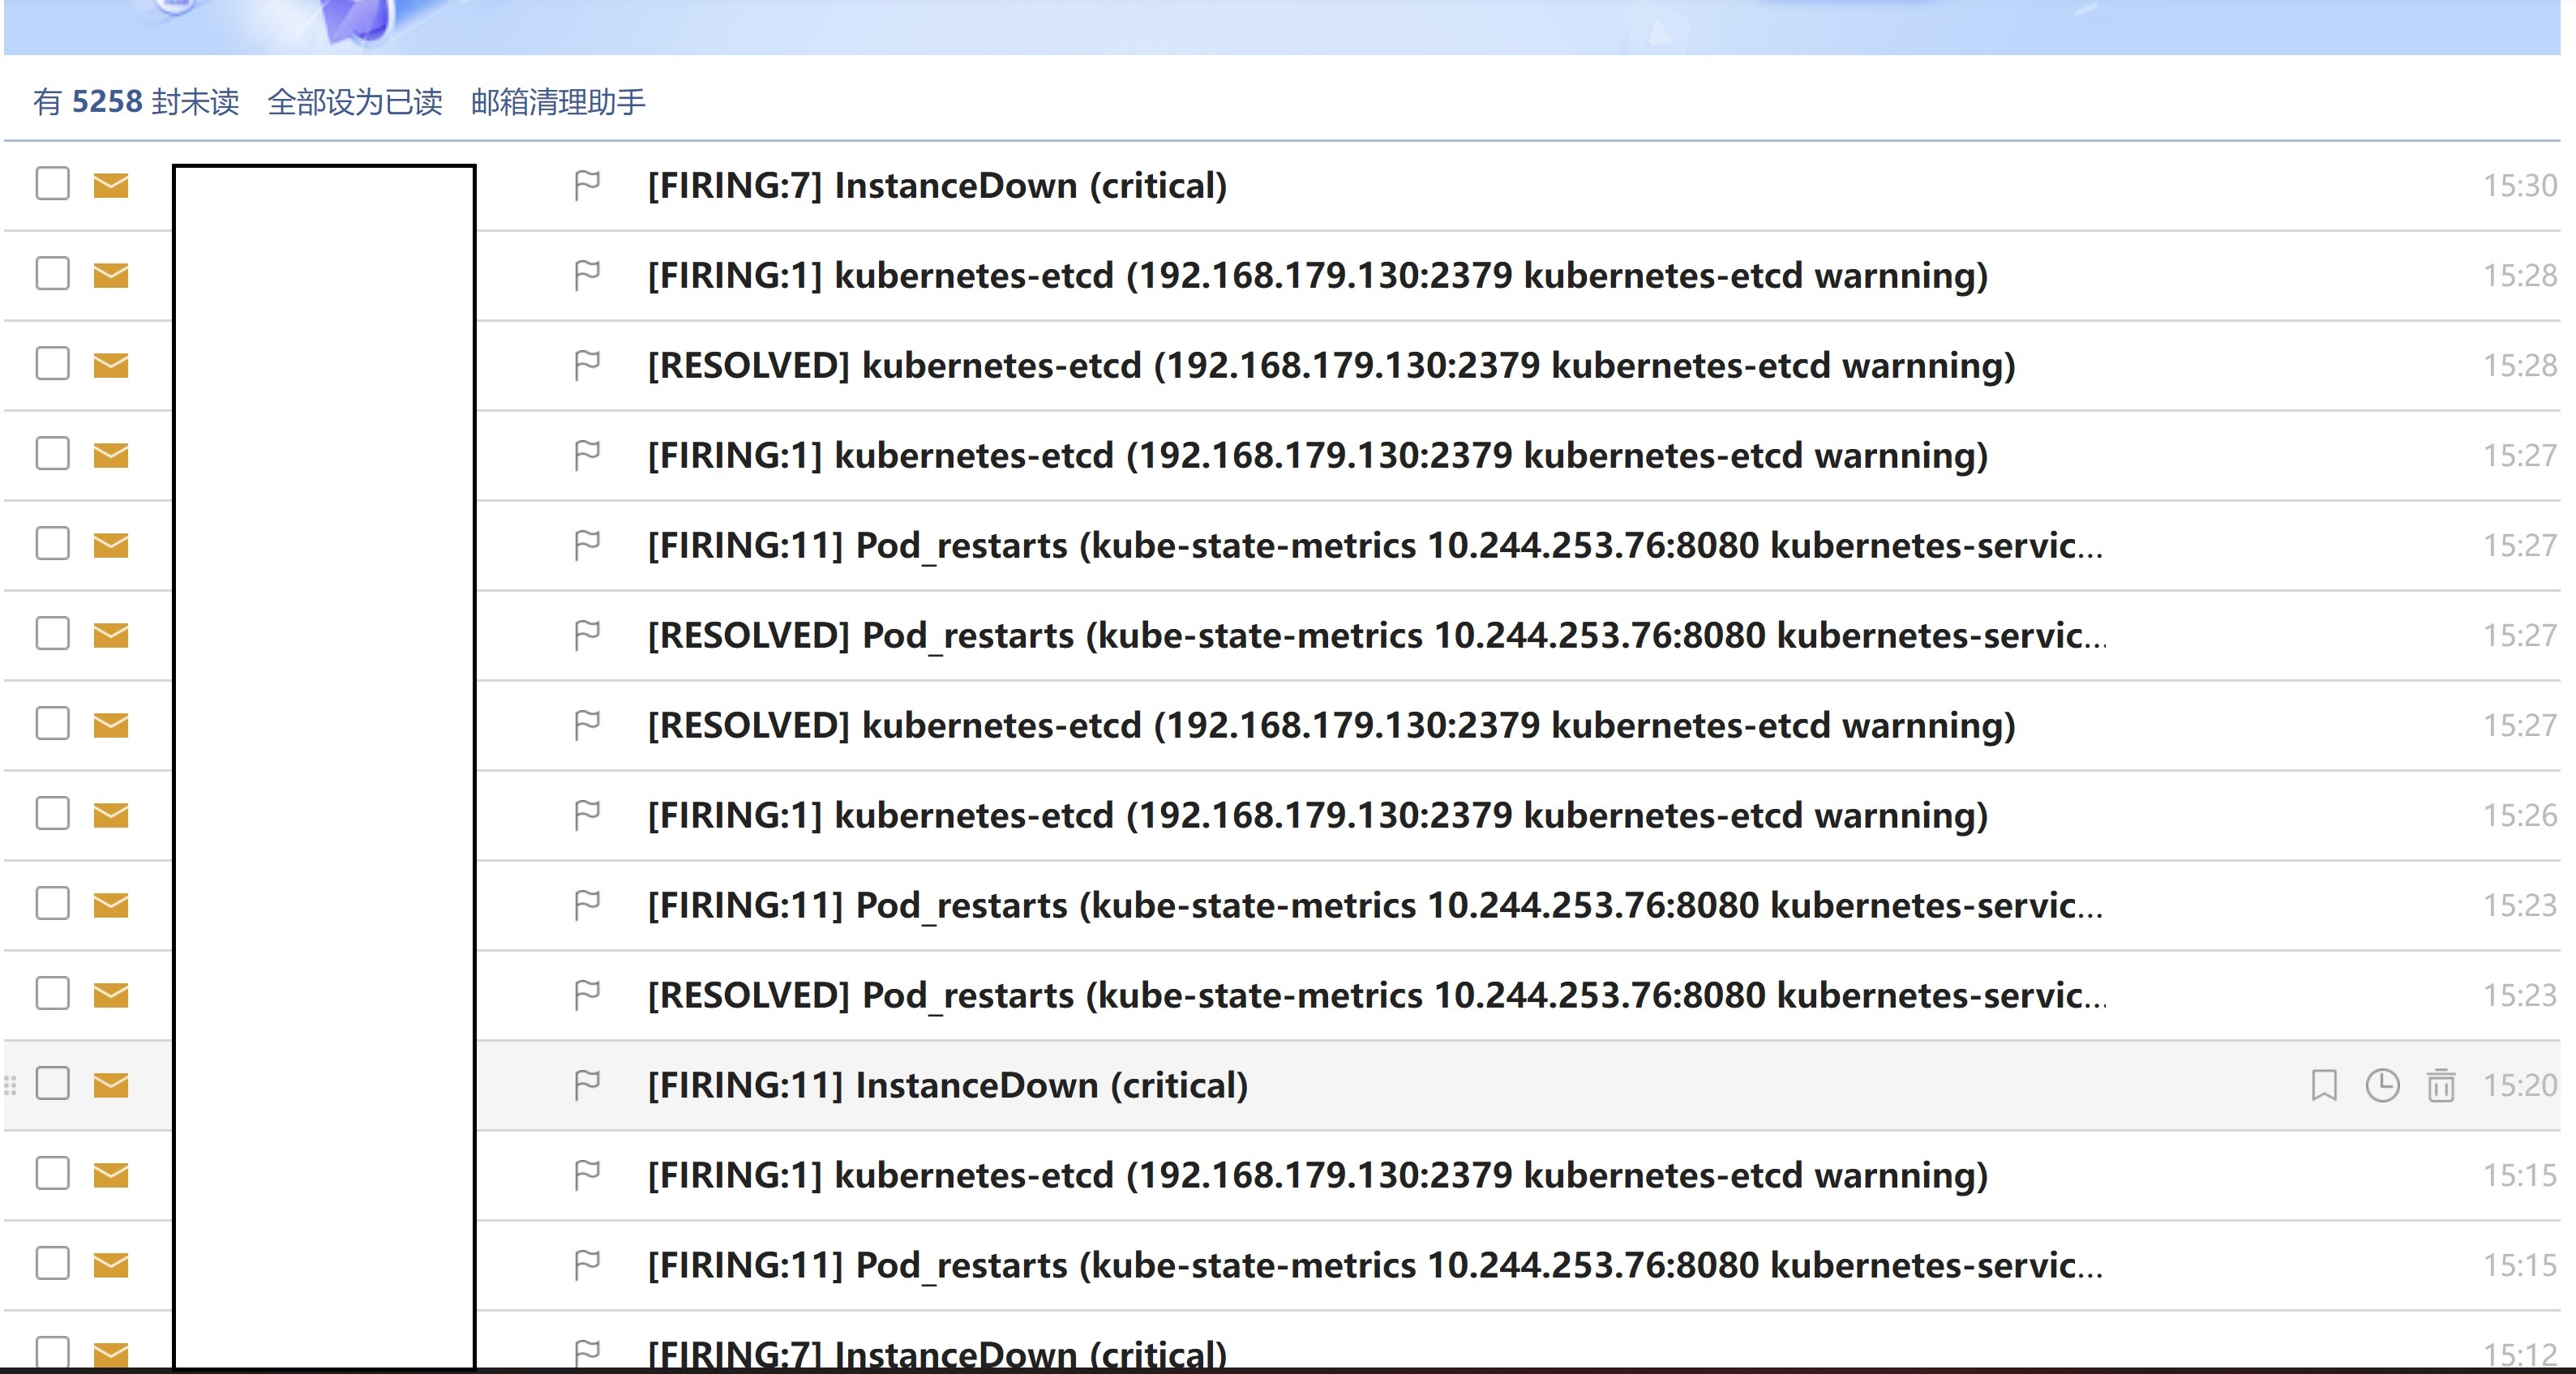 有 5258 封未读 全部设为已读 邮箱清理助手
[FIRING:7] InstanceDown (critical) 15:30
[FIRING:1] kubernetes-etcd (192.168.179.130:2379 kubernetes-etcd warnning) 15:28
[RESOLVED] kubernetes-etcd (192.168.179.130:2379 kubernetes-etcd warnning) 15:28
[FIRING:1] kubernetes-etcd (192.168.179.130:2379 kubernetes-etcd warnning) 15:27
[FIRING:11] Pod_restarts (kube-state-metrics 10.244.253.76:8080 kubernetes-servic... 15:27
[RESOLVED] Pod_restarts (kube-state-metrics 10.244.253.76:8080 kubernetes-servic... 15:27
[RESOLVED] kubernetes-etcd (192.168.179.130:2379 kubernetes-etcd warnning) 15:27
[FIRING:1] kubernetes-etcd (192.168.179.130:2379 kubernetes-etcd warnning) 15:26
[FIRING:11] Pod_restarts (kube-state-metrics 10.244.253.76:8080 kubernetes-servic... 15:23
[RESOLVED] Pod_restarts (kube-state-metrics 10.244.253.76:8080 kubernetes-servic... 15:23
[FIRING:11] InstanceDown (critical) 15:20
[FIRING:1] kubernetes-etcd (192.168.179.130:2379 kubernetes-etcd warnning) 15:15
[FIRING:11] Pod_restarts (kube-state-metrics 10.244.253.76:8080 kubernetes-servic... 15:15
[FIRING:7] InstanceDown (critical) 15:12